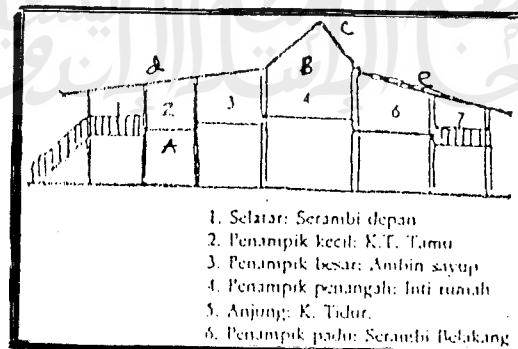 C
d
B
e
1
2
3
4
6
7
A
1. Selatar: Serambi depan
2. Penampik kecil: K.T. Tamu
3. Penampik besar: Ambin sayup
4. Penampik penangah: Inti rumah
5. Anjung: K. Tidur.
6. Penampik padu: Serambi Belakang